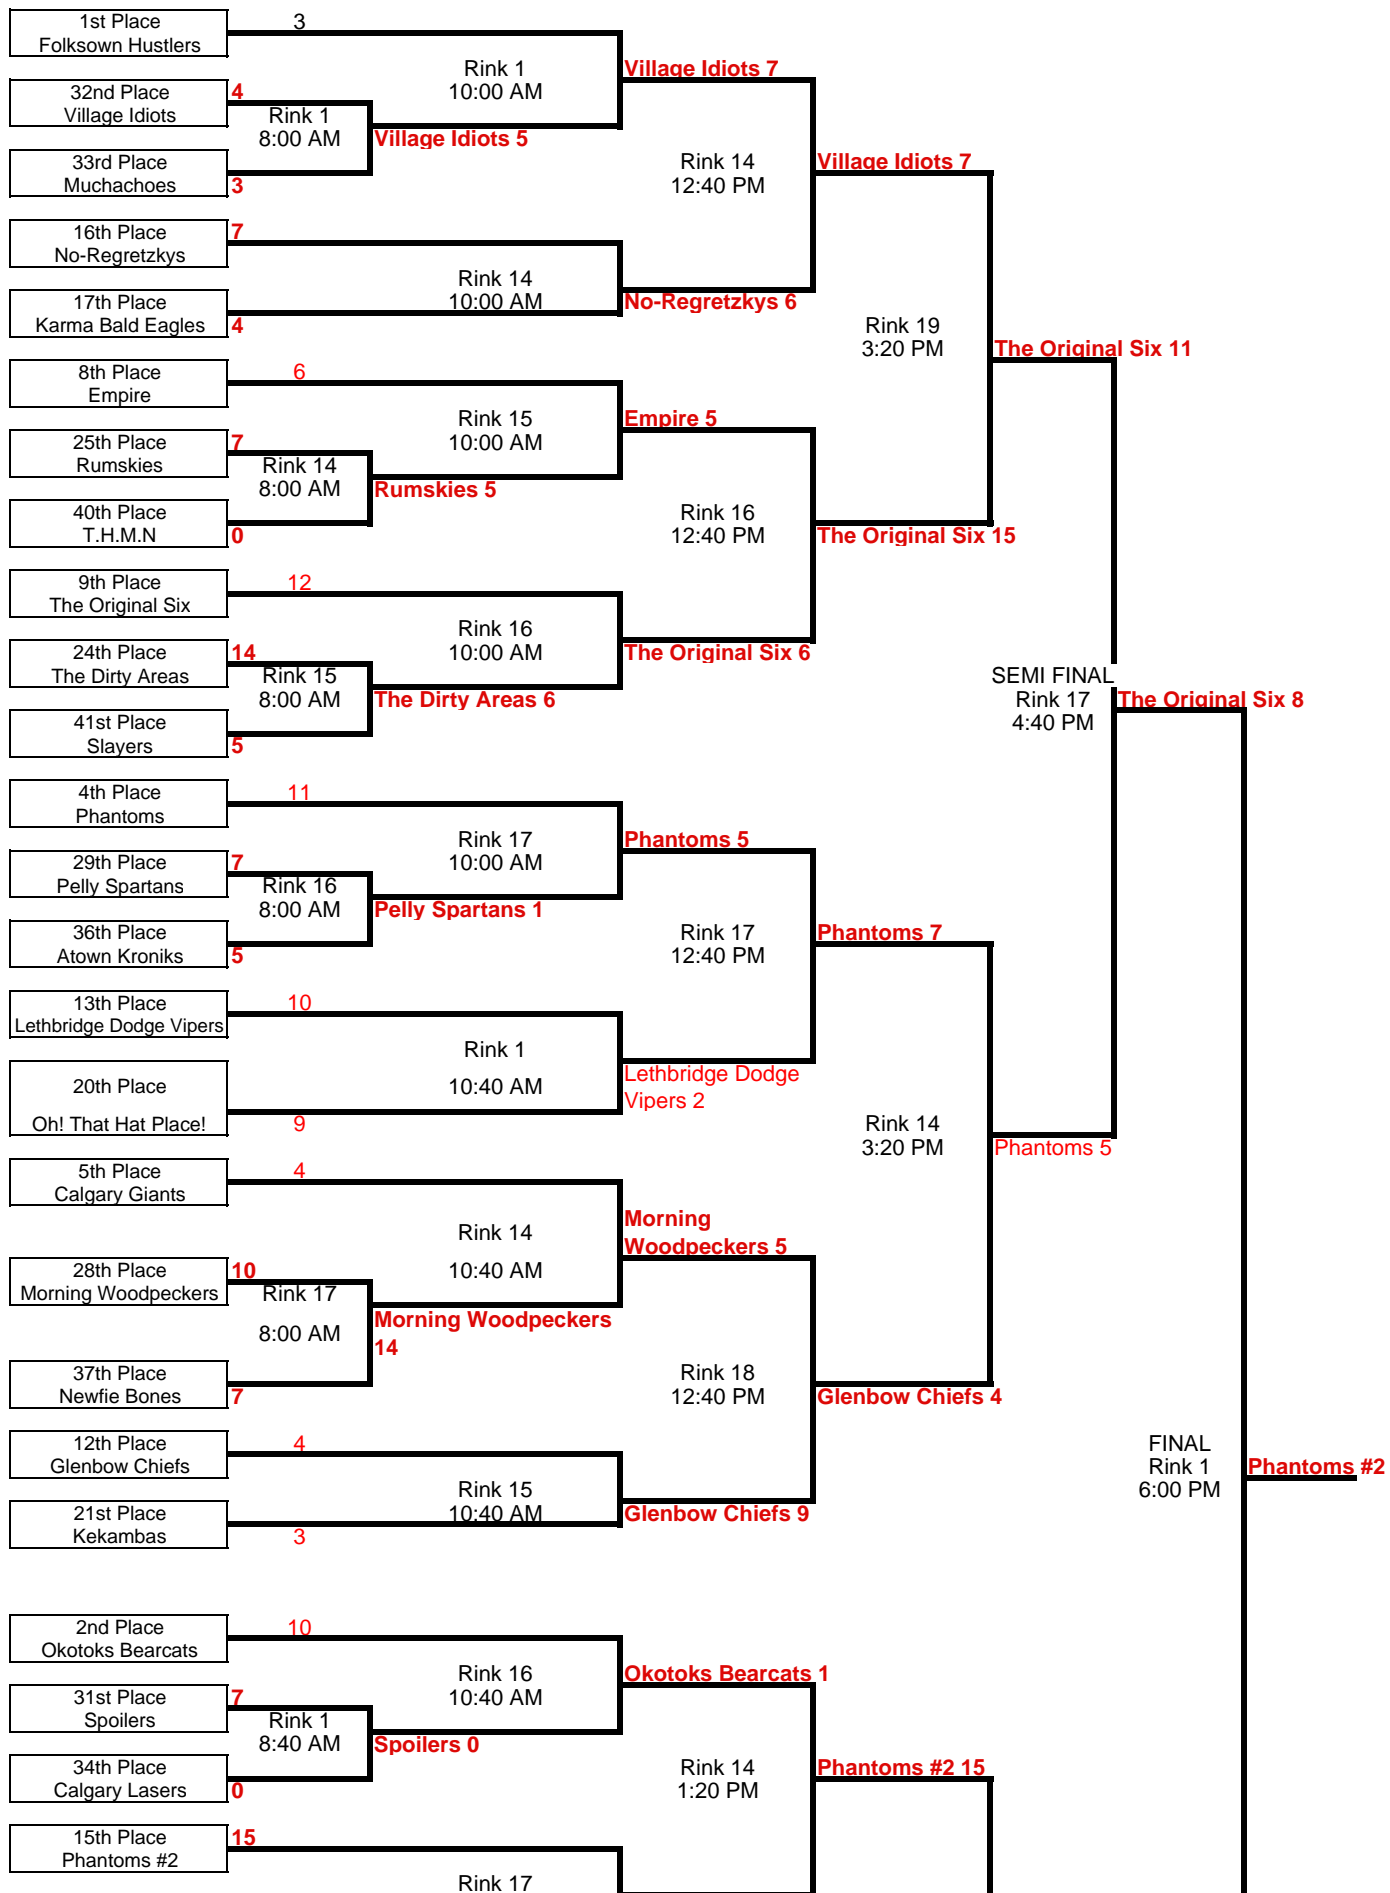 1st Place
Folksown Hustlers
3
Rink 1
10:00 AM
Village Idiots 7
32nd Place
Village Idiots
4
Rink 1
8:00 AM
Village Idiots 5
33rd Place
Muchachoes
3
Rink 14
12:40 PM
Village Idiots 7
16th Place
No-Regretzkys
7
Rink 14
10:00 AM
No-Regretzkys 6
17th Place
Karma Bald Eagles
4
Rink 19
3:20 PM
The Original Six 11
8th Place
Empire
6
Rink 15
10:00 AM
Empire 5
25th Place
Rumskies
7
Rink 14
8:00 AM
Rumskies 5
40th Place
T.H.M.N
0
Rink 16
12:40 PM
The Original Six 15
9th Place
The Original Six
12
Rink 16
10:00 AM
The Original Six 6
24th Place
The Dirty Areas
14
Rink 15
8:00 AM
The Dirty Areas 6
41st Place
Slayers
5
SEMI FINAL
Rink 17
4:40 PM
The Original Six 8
4th Place
Phantoms
11
Rink 17
10:00 AM
Phantoms 5
29th Place
Pelly Spartans
7
Rink 16
8:00 AM
Pelly Spartans 1
36th Place
Atown Kroniks
5
Rink 17
12:40 PM
Phantoms 7
13th Place
Lethbridge Dodge Vipers
10
Rink 1
10:40 AM
Lethbridge Dodge
Vipers 2
20th Place
Oh! That Hat Place!
9
Rink 14
3:20 PM
Phantoms 5
5th Place
Calgary Giants
4
Rink 14
10:40 AM
Morning
Woodpeckers 5
28th Place
Morning Woodpeckers
10
Rink 17
8:00 AM
Morning Woodpeckers
14
37th Place
Newfie Bones
7
Rink 18
12:40 PM
Glenbow Chiefs 4
12th Place
Glenbow Chiefs
4
Rink 15
10:40 AM
Glenbow Chiefs 9
21st Place
Kekambas
3
FINAL
Rink 1
6:00 PM
Phantoms #2
2nd Place
Okotoks Bearcats
10
Rink 16
10:40 AM
Okotoks Bearcats 1
31st Place
Spoilers
7
Rink 1
8:40 AM
Spoilers 0
34th Place
Calgary Lasers
0
Rink 14
1:20 PM
Phantoms #2 15
15th Place
Phantoms #2
15
Rink 17